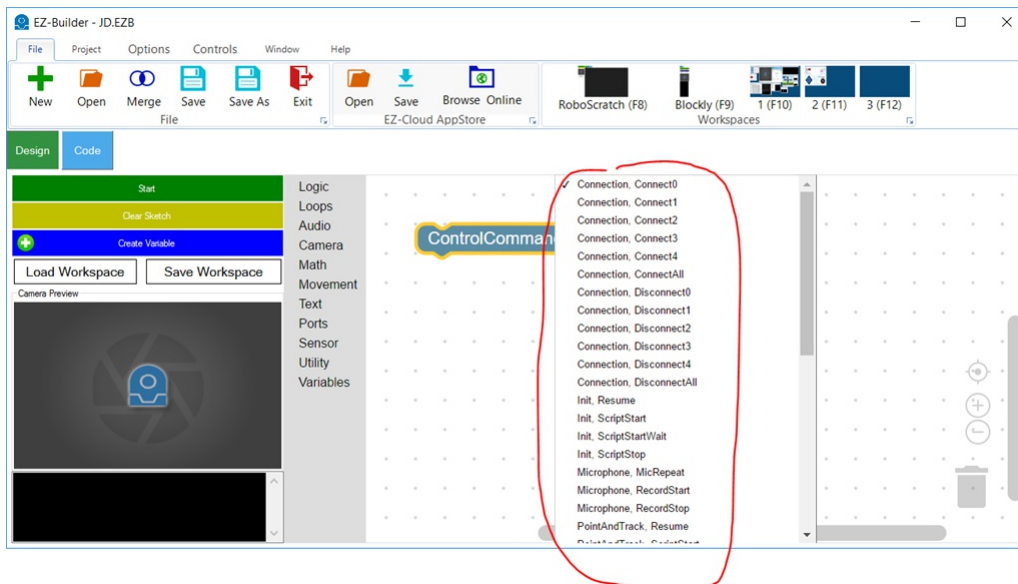 EZ-Builder - JD.EZB
File Project Options Controls Window Help
New Open Merge Save Save As Exit Open Save Browse Online RoboScratch (F8) Blockly (F9) 1 (F10) 2 (F11) 3 (F12)
File EZ-Cloud AppStore Workspaces
Design Code
Start
Clear Sketch
Create Variable
Load Workspace Save Workspace
Camera Preview
Logic
Loops
Audio
Camera
Math
Movement
Text
Ports
Sensor
Utility
Variables
Connection, Connect0
Connection, Connect1
Connection, Connect2
Connection, Connect3
Connection, Connect4
Connection, ConnectAll
Connection, Disconnect0
Connection, Disconnect1
Connection, Disconnect2
Connection, Disconnect3
Connection, Disconnect4
Connection, DisconnectAll
Init, Resume
Init, ScriptStart
Init, ScriptStartWait
Init, ScriptStop
Microphone, MicRepeat
Microphone, RecordStart
Microphone, RecordStop
PointAndTrack, Resume
PointAndTrack, ScriptStart